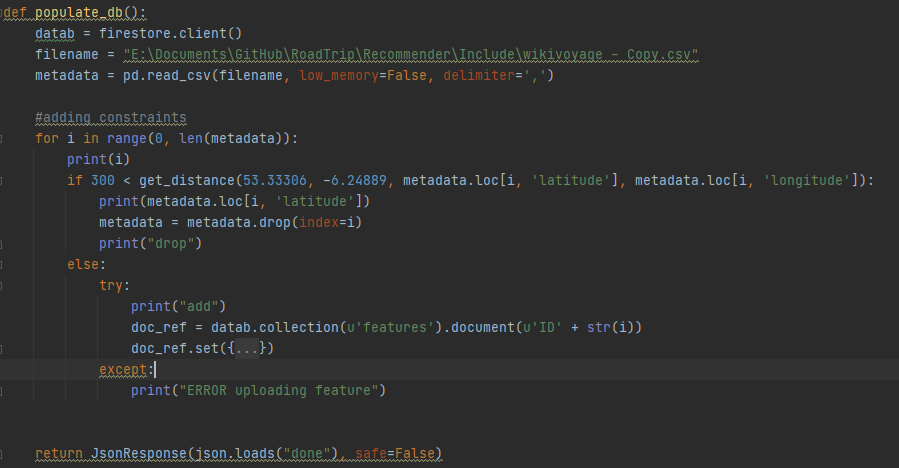 def populate_db():
    datab = firestore.client()
    filename = "E:\Documents\GitHub\RoadTrip\Recommender\Include\wikivoyage - Copy.csv"
    metadata = pd.read_csv(filename, low_memory=False, delimiter=',')
    #adding constraints
    for i in range(0, len(metadata)):
        print(i)
        if 300 < get_distance(53.33306, -6.24889, metadata.loc[i, 'latitude'], metadata.loc[i, 'longitude']):
            print(metadata.loc[i, 'latitude'])
            metadata = metadata.drop(index=i)
            print("drop")
        else:
            try:
                print("add")
                doc_ref = datab.collection(u'features').document(u'ID' + str(i))
                doc_ref.set({...})
            except:
                print("ERROR uploading feature")
    return JsonResponse(json.loads("done"), safe=False)